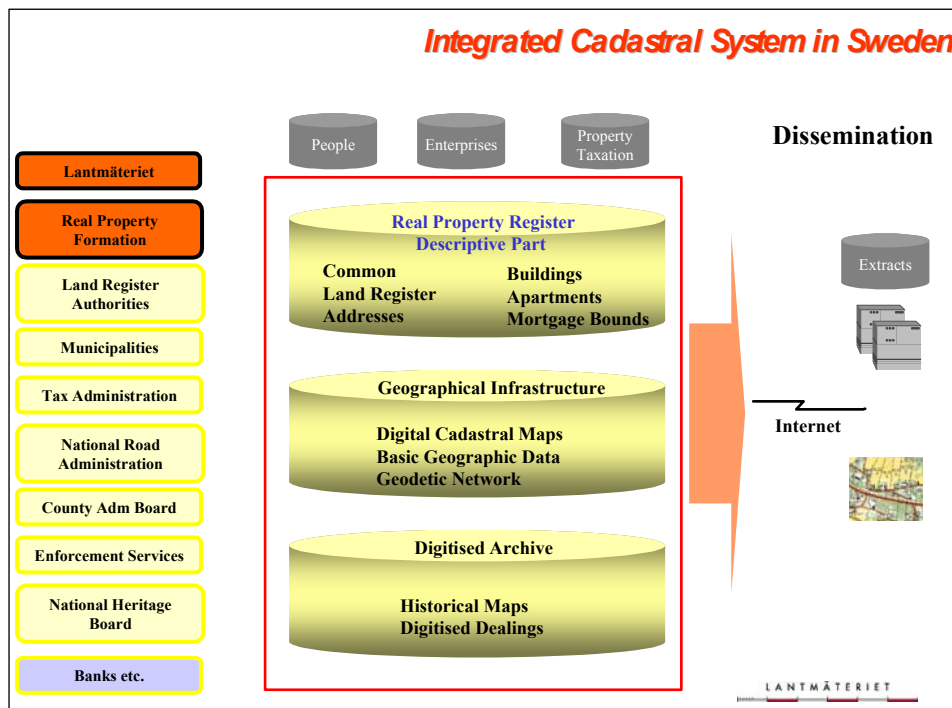 Integrated Cadastral System in Sweden
People
Enterprises
Property
Taxation
Dissemination
Lantmäteriet
Real Property
Formation
Land Register
Authorities
Municipalities
Tax Administration
National Road
Administration
County Adm Board
Enforcement Services
National Heritage
Board
Banks etc.
Real Property Register
Descriptive Part
Common
Land Register
Addresses
Buildings
Apartments
Mortgage Bounds
Geographical Infrastructure
Digital Cadastral Maps
Basic Geographic Data
Geodetic Network
Digitised Archive
Historical Maps
Digitised Dealings
Extracts
Internet
LANTMÄTERIET